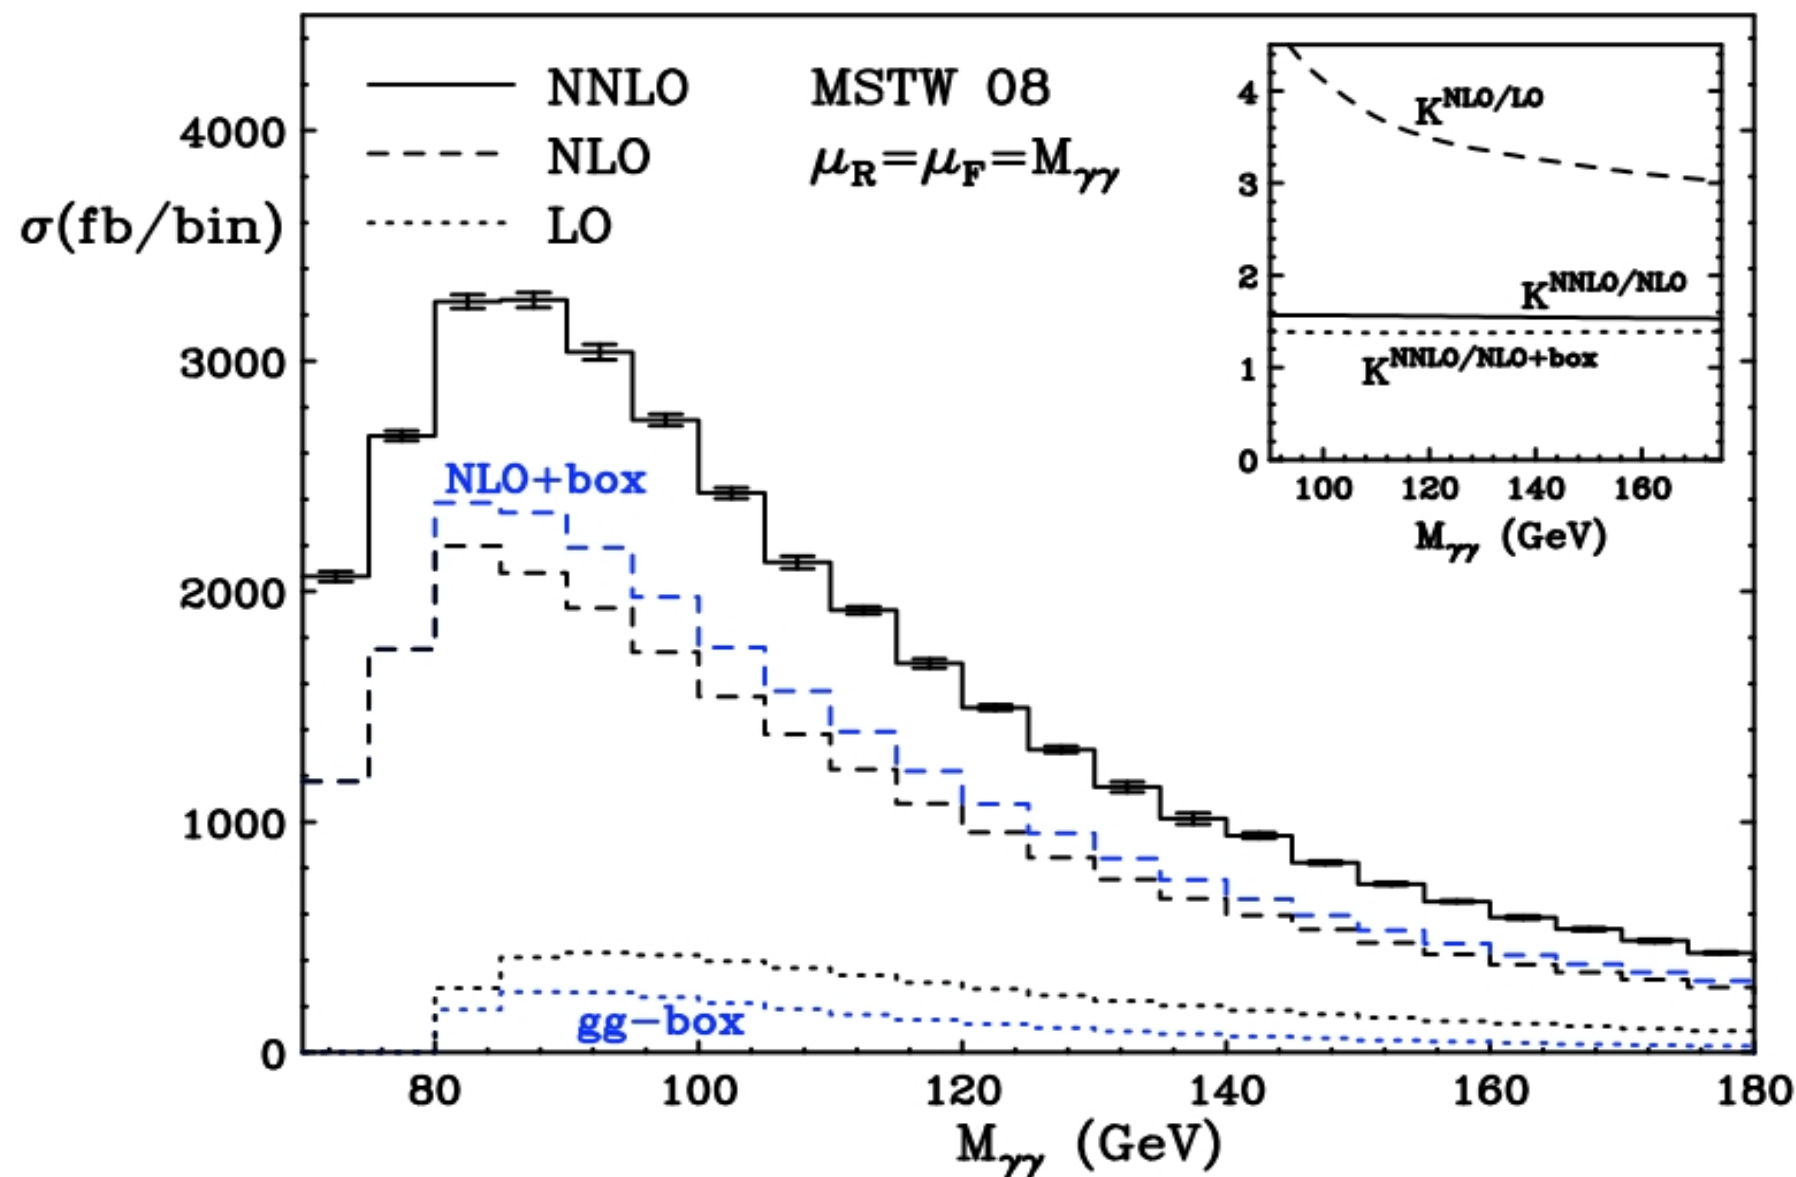 NNLO
MSTW 08
NLO
μR=μF=Mγγ
LO
σ(fb/bin)
4000
3000
2000
1000
0
NLO+box
gg-box
80
100
120
140
160
180
Mγγ (GeV)
4
3
2
1
0
K^NLO/LO
K^NNLO/NLO
K^NNLO/NLO+box
100
120
140
160
Mγγ (GeV)